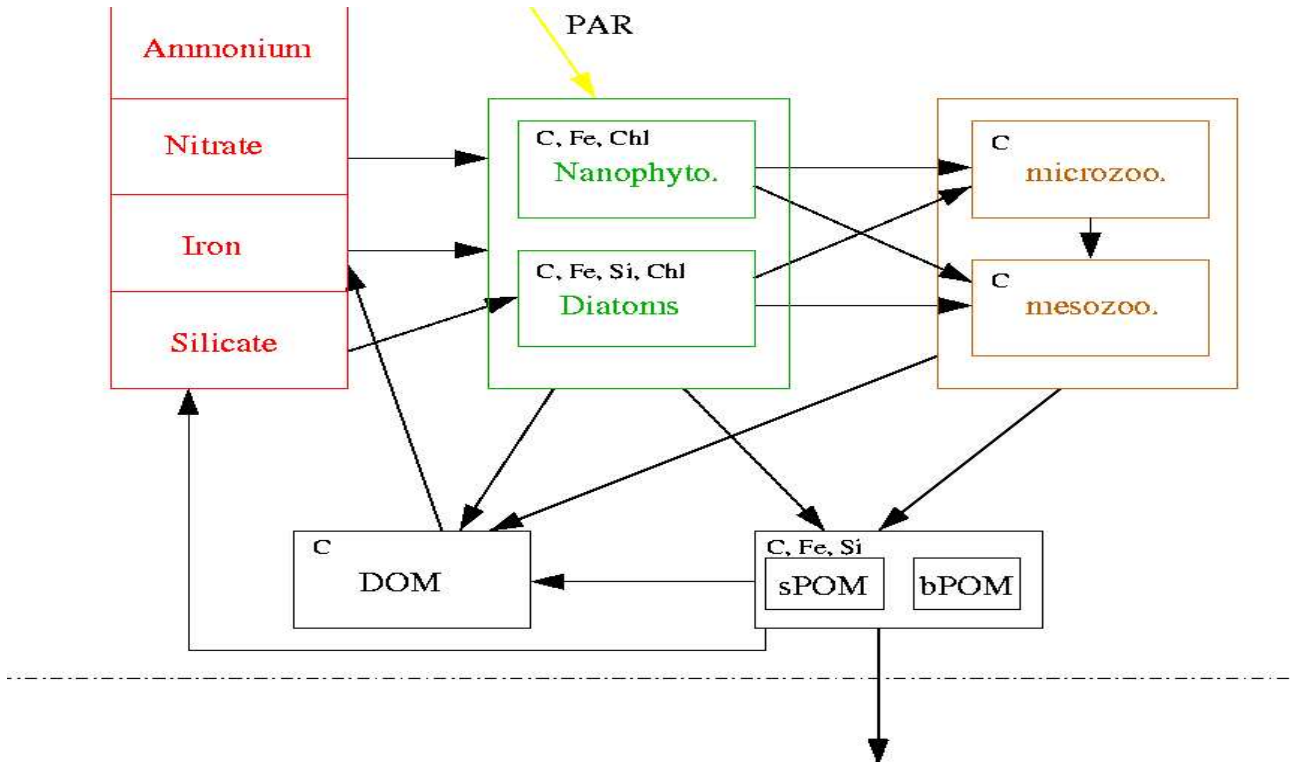 PAR
Ammonium
Nitrate
Iron
Silicate
C, Fe, Chl
Nanophyto.
C, Fe, Si, Chl
Diatoms
C
microzoo.
C
mesozoo.
C
DOM
C, Fe, Si
sPOM
bPOM